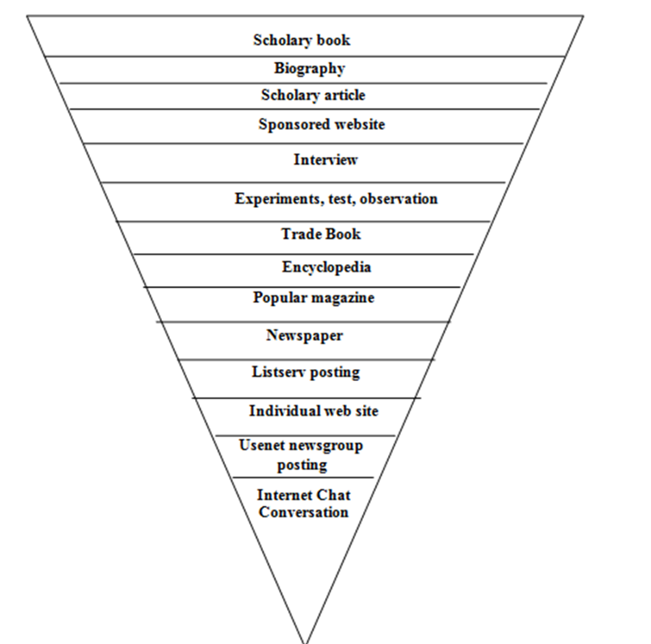 Scholary book
Biography
Scholary article
Sponsored website
Interview
Experiments, test, observation
Trade Book
Encyclopedia
Popular magazine
Newspaper
Listserv posting
Individual web site
Usenet newsgroup
posting
Internet Chat
Conversation